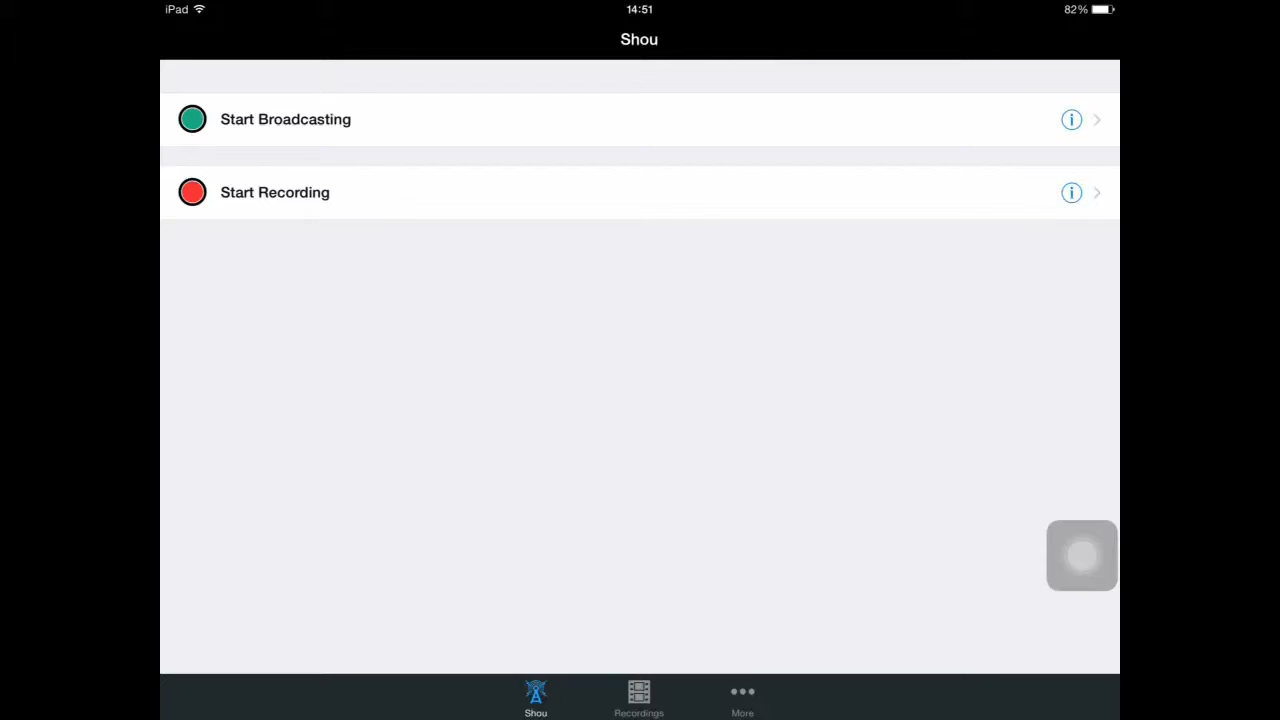 iPad 14:51 82%
Shou
Start Broadcasting
Start Recording
Shou Recordings More